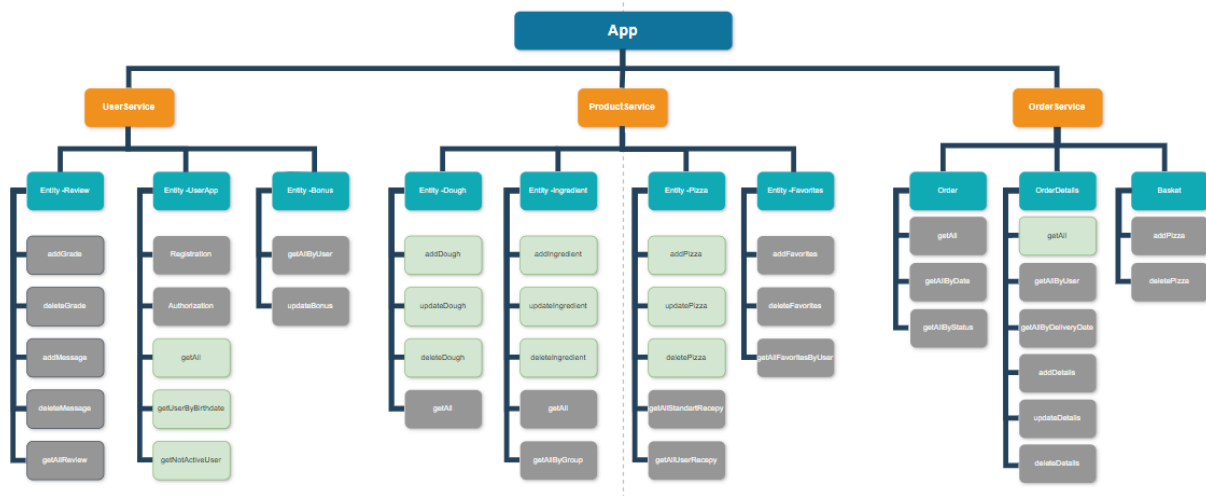 App
UserService
ProductService
OrderService
Entity -Review
Entity -UserApp
Entity -Bonus
Entity -Dough
Entity -Ingredient
Entity -Pizza
Entity -Favorites
Order
OrderDetails
Basket
addGrade
deleteGrade
addMessage
deleteMessage
getAllReview
Registration
Authorization
getAll
getUserByBirthdate
getNotActiveUser
getAllByUser
updateBonus
addDough
updateDough
deleteDough
getAll
addIngredient
updateIngredient
deleteIngredient
getAll
getAllByGroup
addPizza
updatePizza
deletePizza
getAllStandartRecepy
getAllUserRecepy
addFavorites
deleteFavorites
getAllFavoritesByUser
getAll
getAllByDate
getAllByStatus
getAll
getAllByUser
getAllByDeliveryDate
addDetails
updateDetails
deleteDetails
addPizza
deletePizza